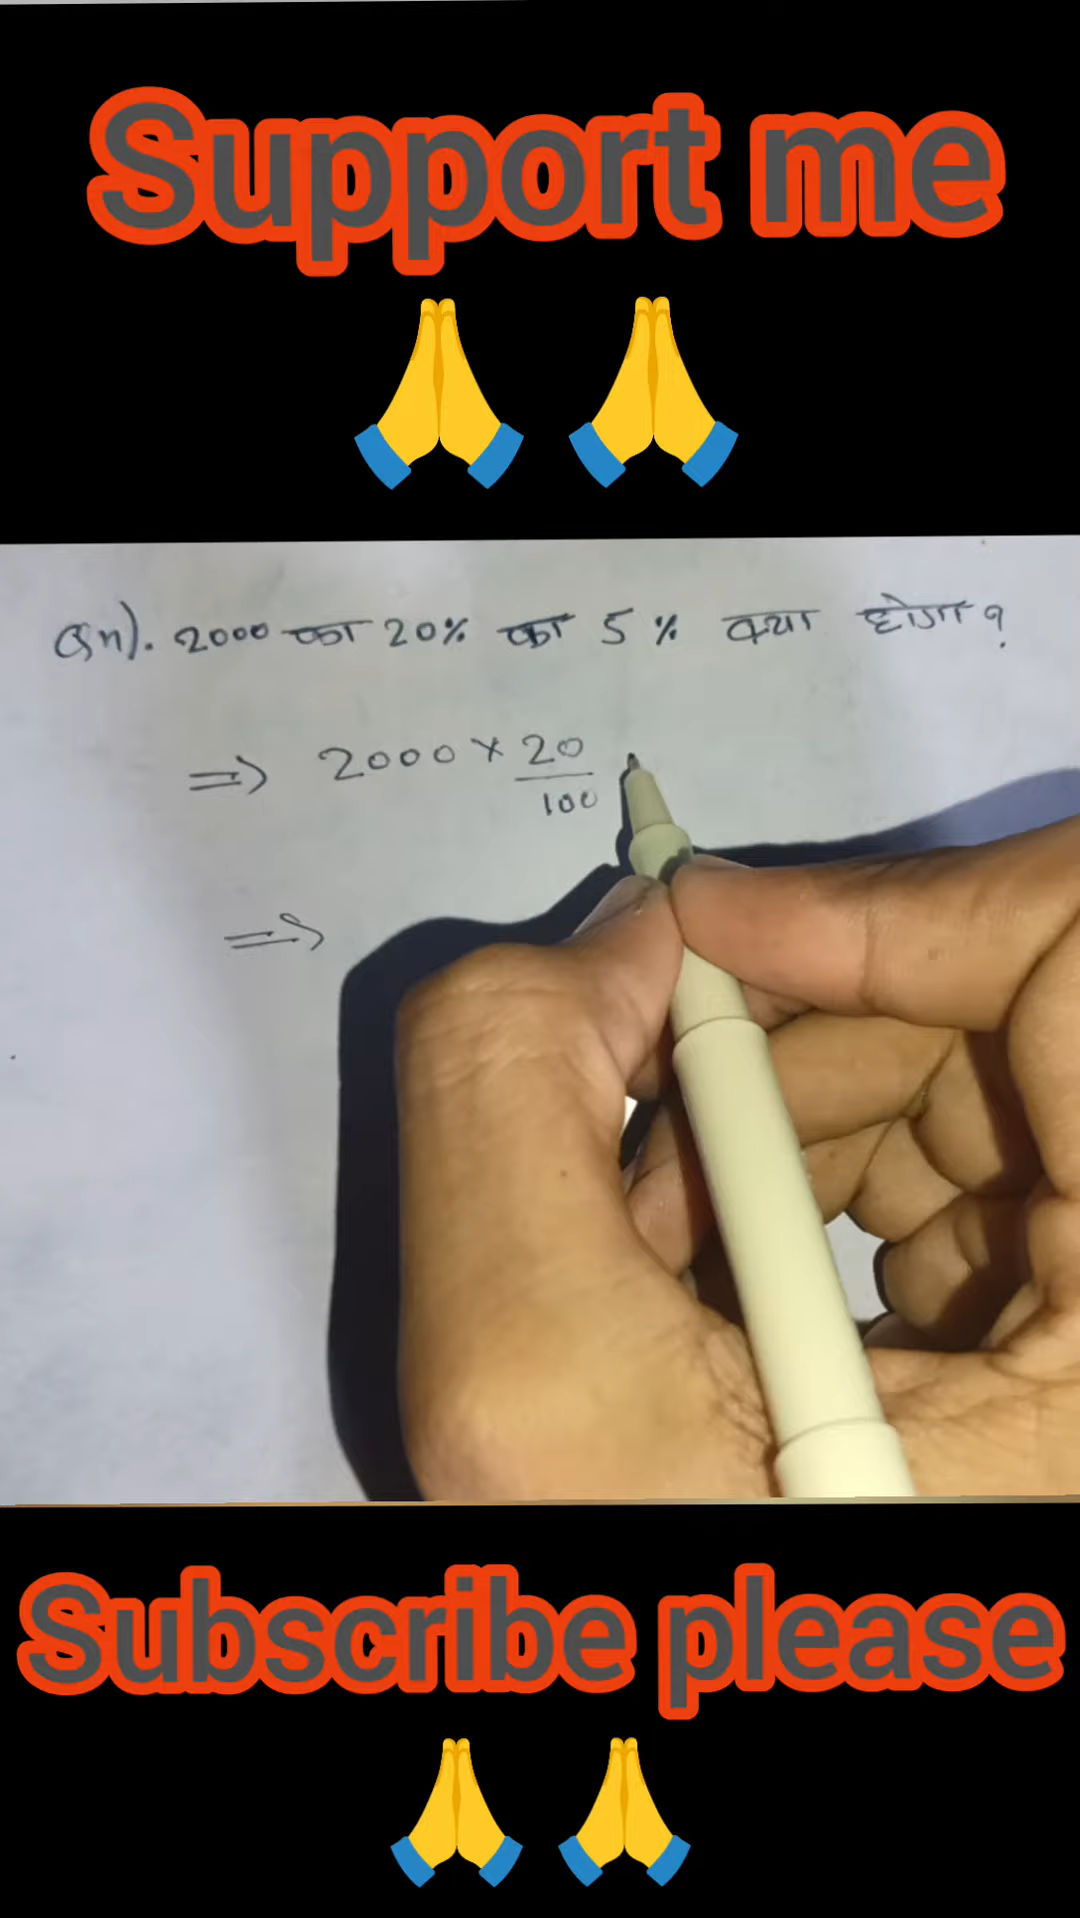 Support me
Qn). 2000 का 20% का 5% क्या होगा?
⇒ 2000 × 20/100
⇒
Subscribe please